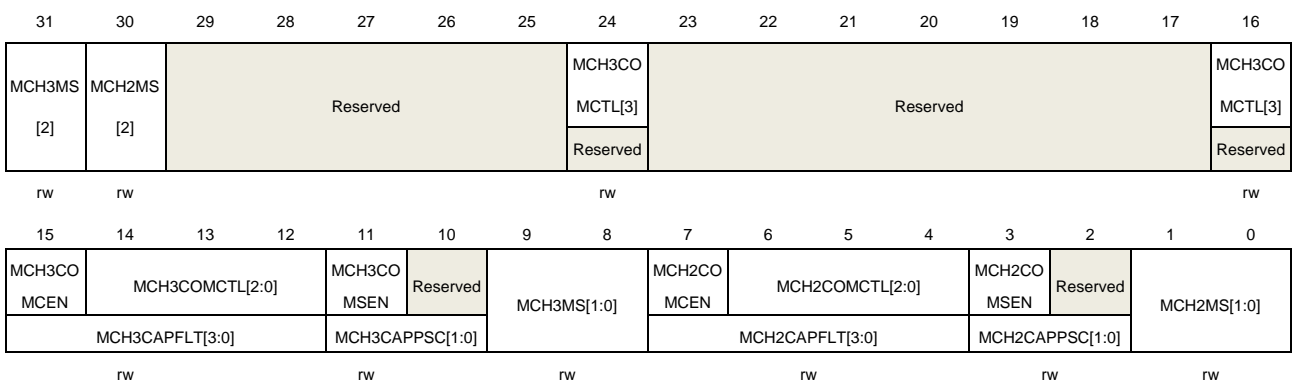 31 30 29 28 27 26 25 24 23 22 21 20 19 18 17 16
MCH3MS
[2]
MCH2MS
[2]
Reserved
MCH3CO
MCTL[3]
Reserved
Reserved
MCH3CO
MCTL[3]
Reserved
rw rw rw rw
15 14 13 12 11 10 9 8 7 6 5 4 3 2 1 0
MCH3CO
MCEN
MCH3COMCTL[2:0]
MCH3CO
MSEN
Reserved
MCH3MS[1:0]
MCH2CO
MCEN
MCH2COMCTL[2:0]
MCH2CO
MSEN
Reserved
MCH2MS[1:0]
MCH3CAPFLT[3:0] MCH3CAPPSC[1:0] MCH2CAPFLT[3:0] MCH2CAPPSC[1:0]
rw rw rw rw rw rw